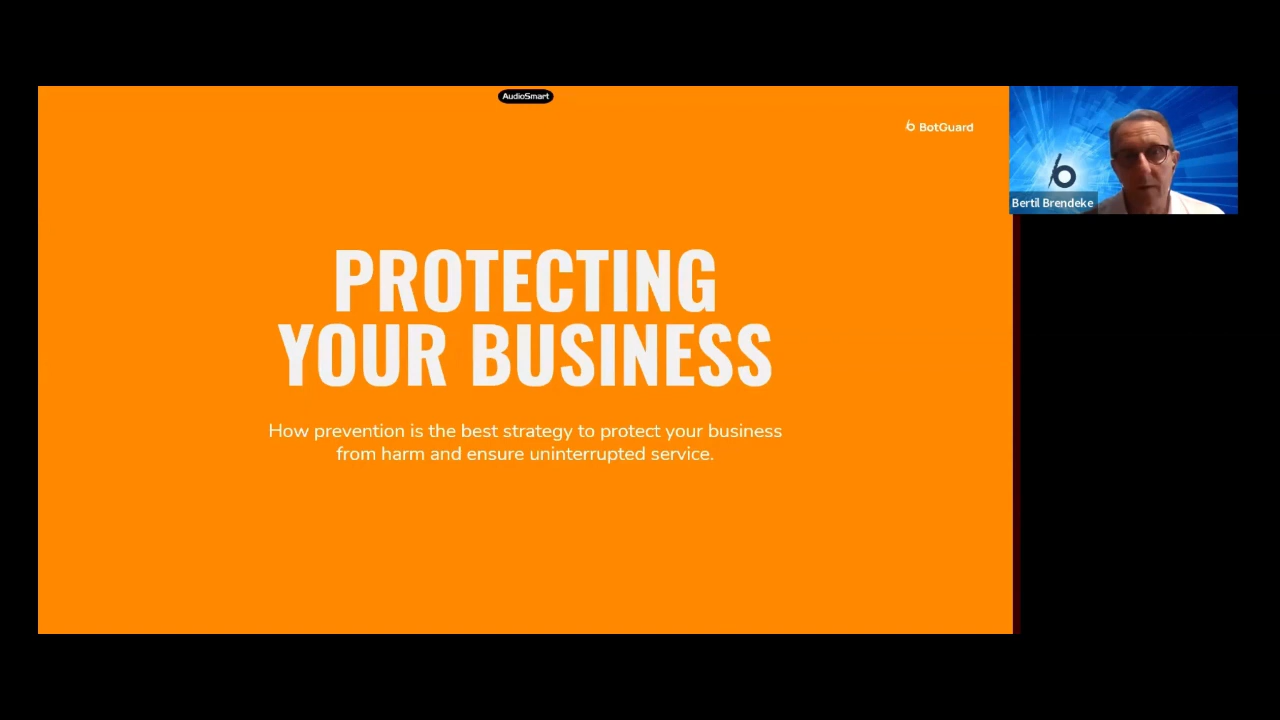 AudioSmart
BotGuard
Bertil Brendeke
PROTECTING
YOUR BUSINESS
How prevention is the best strategy to protect your business
from harm and ensure uninterrupted service.